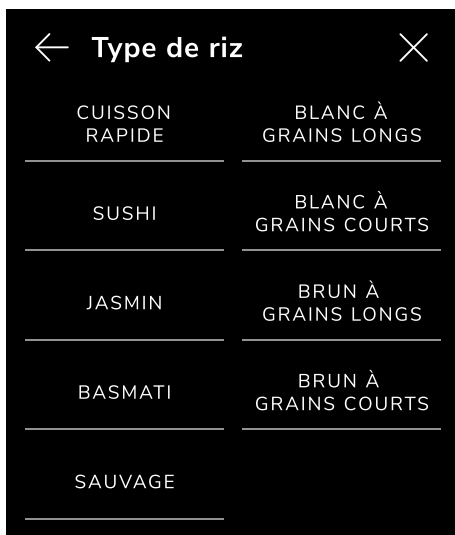 Type de riz
CUISSON
RAPIDE
BLANC À
GRAINS LONGS
SUSHI
BLANC À
GRAINS COURTS
JASMIN
BRUN À
GRAINS LONGS
BASMATI
BRUN À
GRAINS COURTS
SAUVAGE